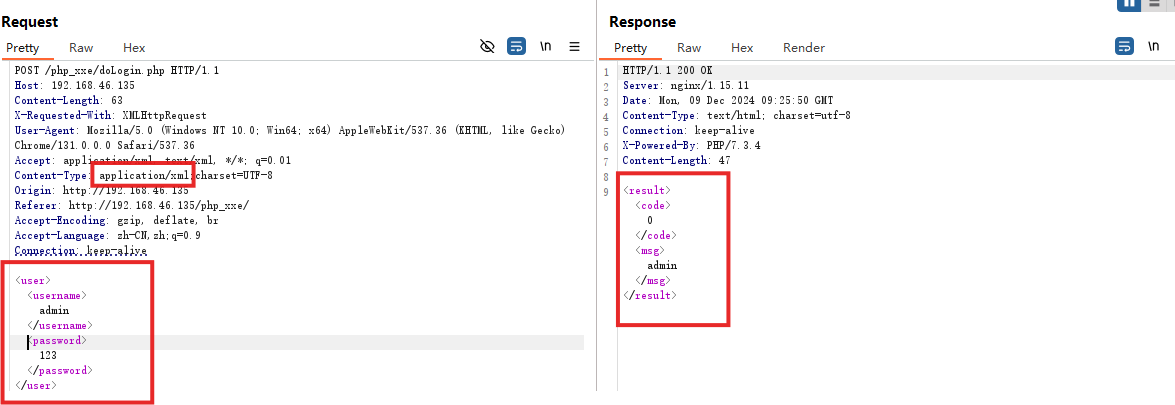 Request
Pretty Raw Hex
\n
POST /php_xxe/doLogin.php HTTP/1.1
Host: 192.168.46.135
Content-Length: 63
X-Requested-With: XMLHttpRequest
User-Agent: Mozilla/5.0 (Windows NT 10.0; Win64; x64) AppleWebKit/537.36 (KHTML, like Gecko)
Chrome/131.0.0.0 Safari/537.36
Accept: application/xml, text/xml, */*; q=0.01
Content-Type: application/xml;charset=UTF-8
Origin: http://192.168.46.135
Referer: http://192.168.46.135/php_xxe/
Accept-Encoding: gzip, deflate, br
Accept-Language: zh-CN,zh;q=0.9
Connection: keep-alive
<user>
<username>
admin
</username>
<password>
123
</password>
</user>
Response
Pretty Raw Hex Render
\n
1 HTTP/1.1 200 OK
2 Server: nginx/1.15.11
3 Date: Mon, 09 Dec 2024 09:25:50 GMT
4 Content-Type: text/html; charset=utf-8
5 Connection: keep-alive
6 X-Powered-By: PHP/7.3.4
7 Content-Length: 47
8
9 <result>
<code>
0
</code>
<msg>
admin
</msg>
</result>